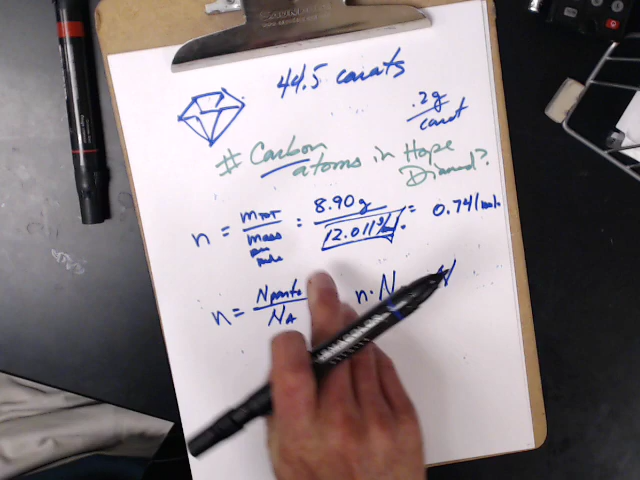 44.5 carats
.2g
carat
# Carbon
atoms in Hope
Diamond?
n = mTOT / mass per mole = 8.90 g / 12.011 g/mol = 0.741 mol
n =
NA
n · N